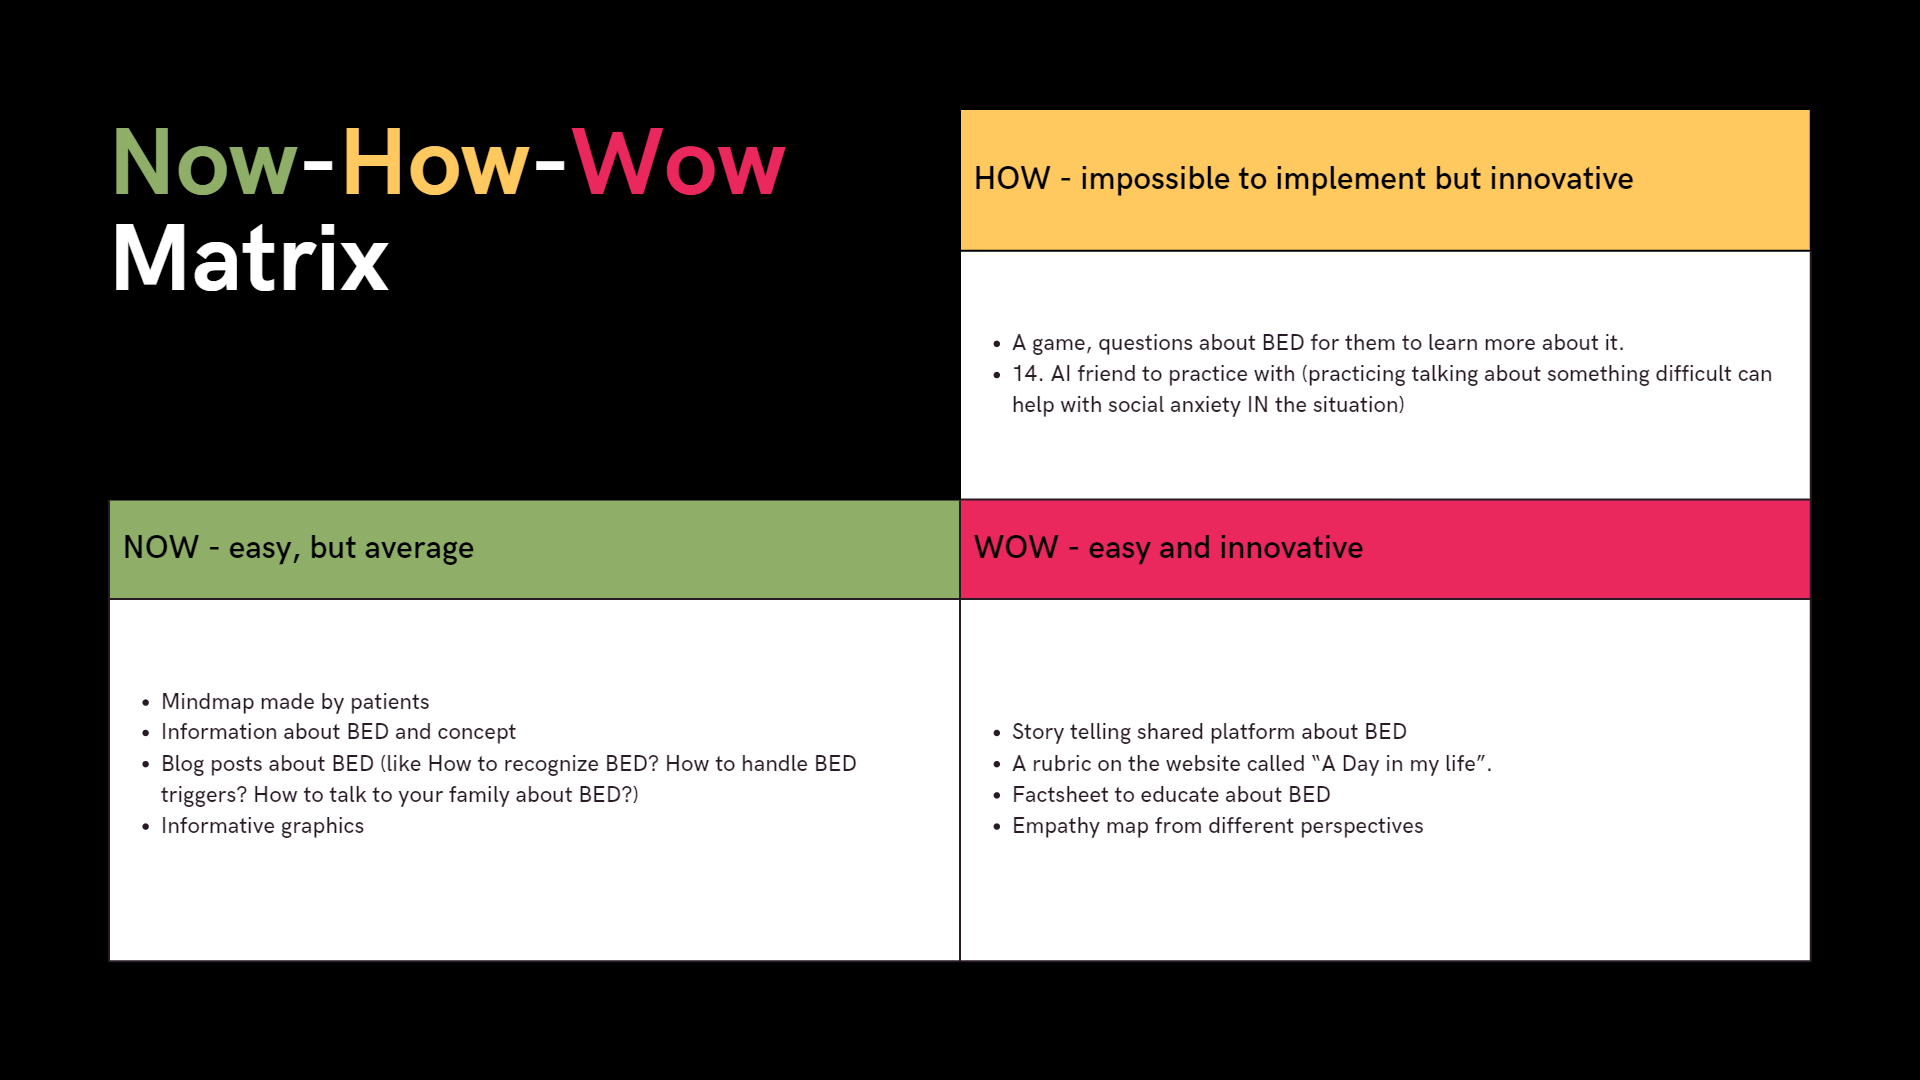 Now-How-Wow
Matrix
HOW - impossible to implement but innovative
• A game, questions about BED for them to learn more about it.
• 14. AI friend to practice with (practicing talking about something difficult can
help with social anxiety IN the situation)
NOW - easy, but average
• Mindmap made by patients
• Information about BED and concept
• Blog posts about BED (like How to recognize BED? How to handle BED
triggers? How to talk to your family about BED?)
• Informative graphics
WOW - easy and innovative
• Story telling shared platform about BED
• A rubric on the website called “A Day in my life”.
• Factsheet to educate about BED
• Empathy map from different perspectives